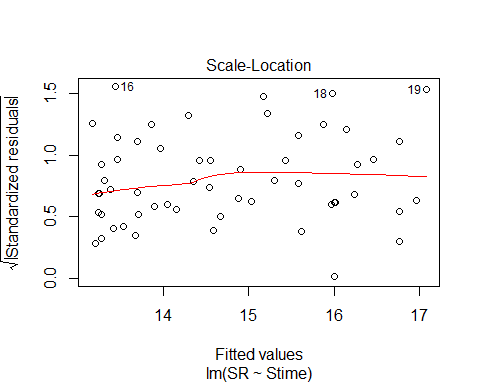 Scale-Location
√|Standardized residuals|
1.5
1.0
0.5
0.0
16
18
19
14
15
16
17
Fitted values
lm(SR ~ Stime)